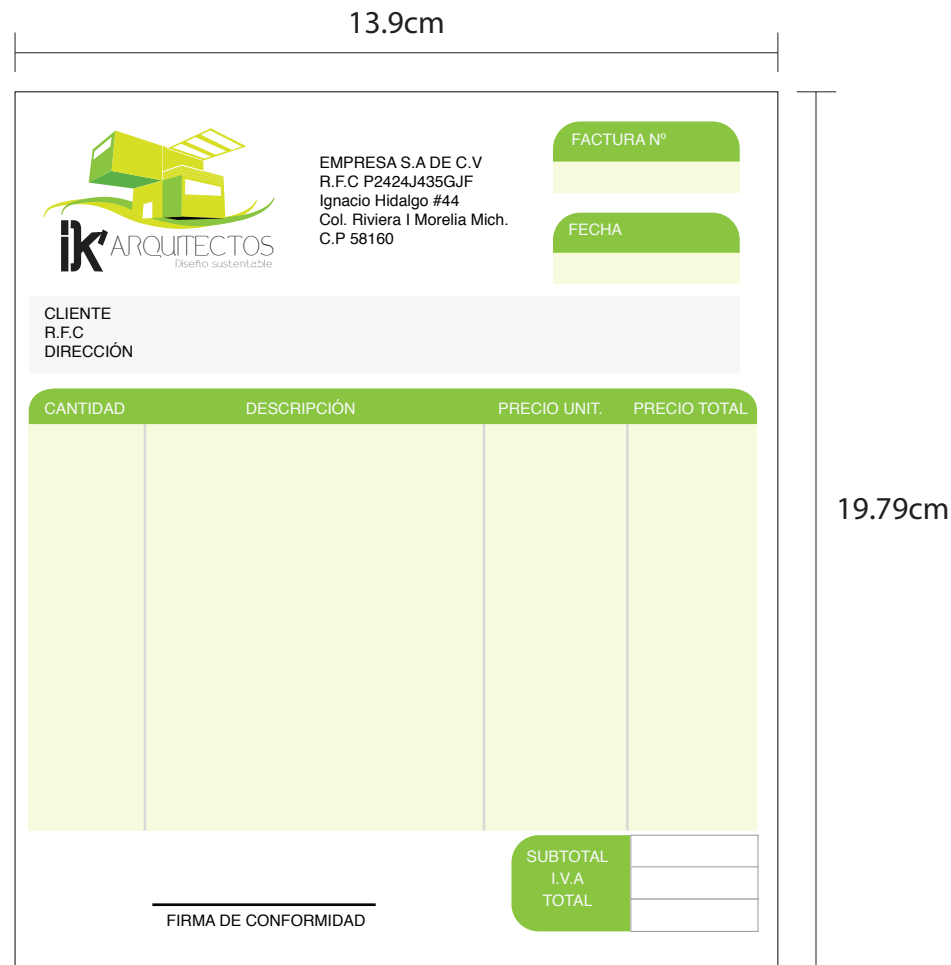 13.9cm
FACTURA Nº
EMPRESA S.A DE C.V
R.F.C P2424J435GJF
Ignacio Hidalgo #44
Col. Riviera I Morelia Mich.
C.P 58160
FECHA
iK' ARQUITECTOS
Diseño sustentable
CLIENTE
R.F.C
DIRECCIÓN
CANTIDAD DESCRIPCIÓN PRECIO UNIT. PRECIO TOTAL
19.79cm
SUBTOTAL
I.V.A
TOTAL
FIRMA DE CONFORMIDAD